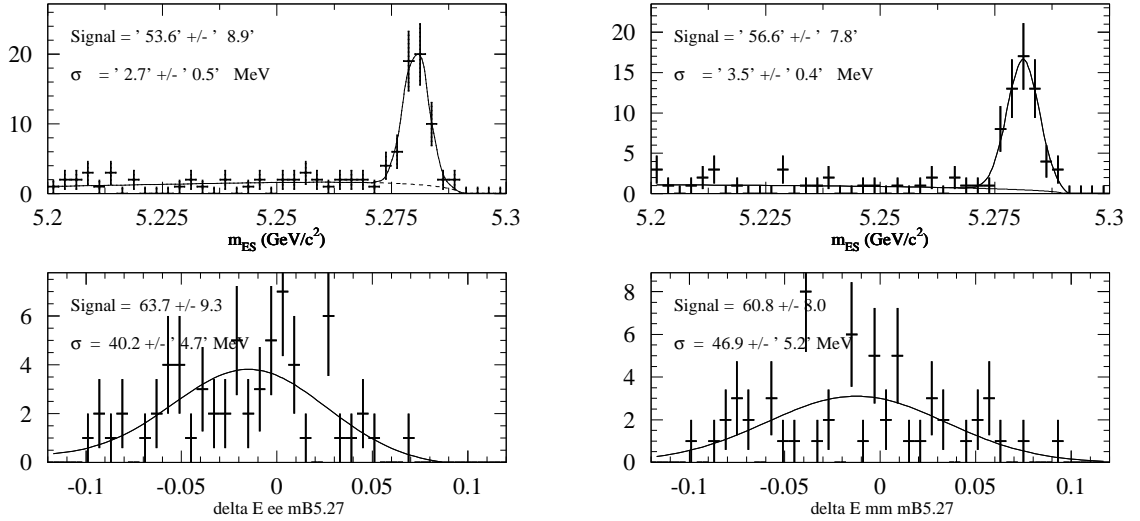 Signal = ' 53.6' +/- ' 8.9'
σ = ' 2.7' +/- ' 0.5' MeV
20
10
0
5.2 5.225 5.25 5.275 5.3
m_ES (GeV/c²)
Signal = ' 56.6' +/- ' 7.8'
σ = ' 3.5' +/- ' 0.4' MeV
20
15
10
5
0
5.2 5.225 5.25 5.275 5.3
m_ES (GeV/c²)
Signal = 63.7 +/- 9.3
σ = 40.2 +/- ' 4.7' MeV
6
4
2
0
-0.1 -0.05 0 0.05 0.1
delta E ee mB5.27
Signal = 60.8 +/- 8.0
σ = 46.9 +/- ' 5.2' MeV
8
6
4
2
0
-0.1 -0.05 0 0.05 0.1
delta E mm mB5.27